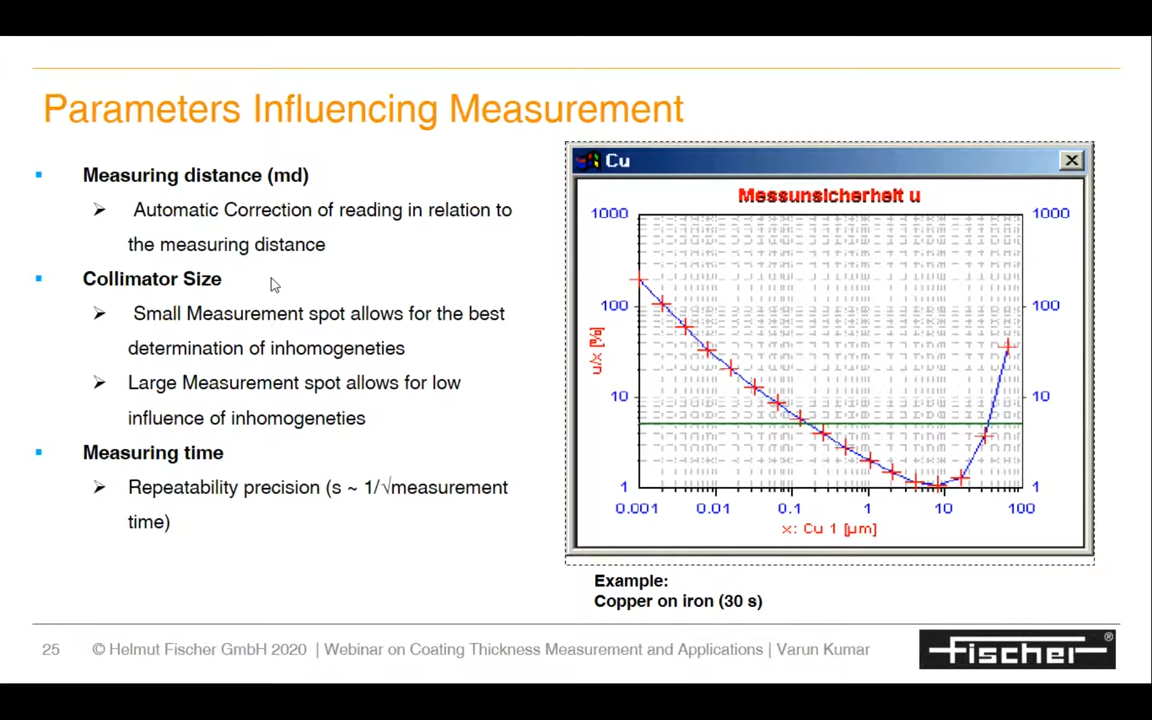 Parameters Influencing Measurement
▪ Measuring distance (md)
➢ Automatic Correction of reading in relation to
the measuring distance
▪ Collimator Size
➢ Small Measurement spot allows for the best
determination of inhomogeneties
➢ Large Measurement spot allows for low
influence of inhomogeneties
▪ Measuring time
➢ Repeatability precision (s ~ 1/√measurement
time)
Cu
Messunsicherheit u
1000 1000
100 100
u/x [%]
10 10
1 1
0.001 0.01 0.1 1 10 100
x: Cu 1 [µm]
Example:
Copper on iron (30 s)
25 © Helmut Fischer GmbH 2020 | Webinar on Coating Thickness Measurement and Applications | Varun Kumar
Fischer®